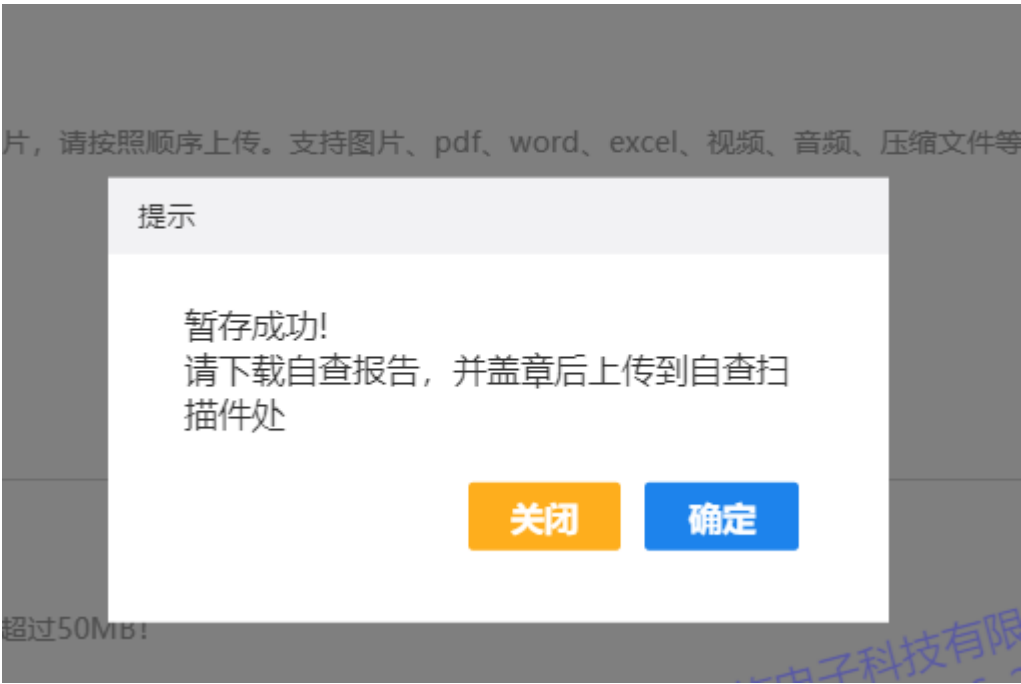 片，请按照顺序上传。支持图片、pdf、word、excel、视频、音频、压缩文件等
提示
暂存成功!
请下载自查报告，并盖章后上传到自查扫
描件处
关闭
确定
超过50MB！
电子科技有限